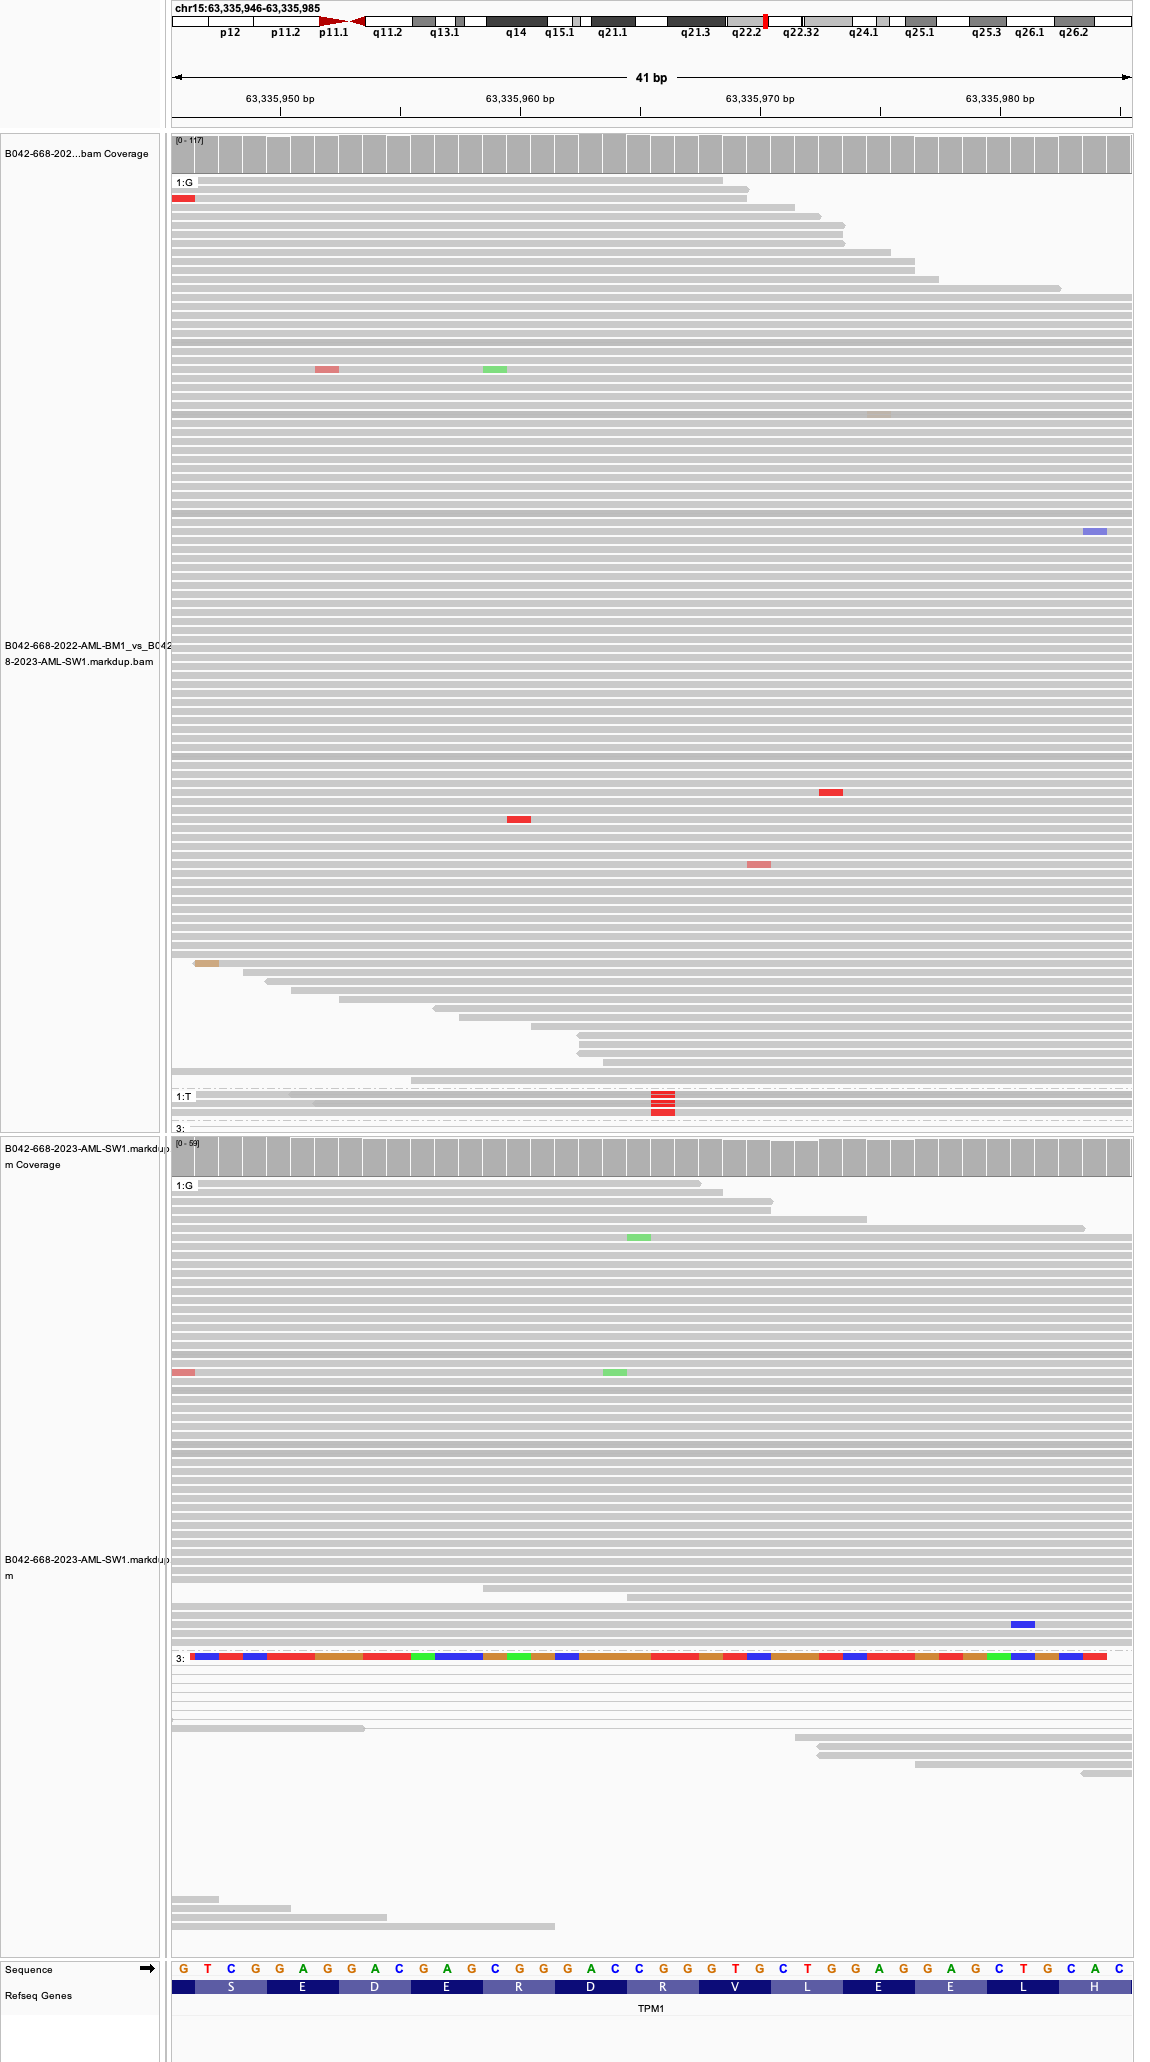 chr15:63,335,946-63,335,985
p12 p11.2 p11.1 q11.2 q13.1 q14 q15.1 q21.1 q21.3 q22.2 q22.32 q24.1 q25.1 q25.3 q26.1 q26.2
41 bp
63,335,950 bp 63,335,960 bp 63,335,970 bp 63,335,980 bp
[0 - 117]
B042-668-202...bam Coverage
1:G
B042-668-2022-AML-BM1_vs_B042
8-2023-AML-SW1.markdup.bam
1:T
3:
[0 - 59]
B042-668-2023-AML-SW1.markdup
m Coverage
1:G
B042-668-2023-AML-SW1.markdup
m
3:
Sequence G T C G G A G G A C G A G C G G G A C C G G G T G C T G G A G G A G C T G C A C
S E D E R D R V L E E L H
Refseq Genes
TPM1